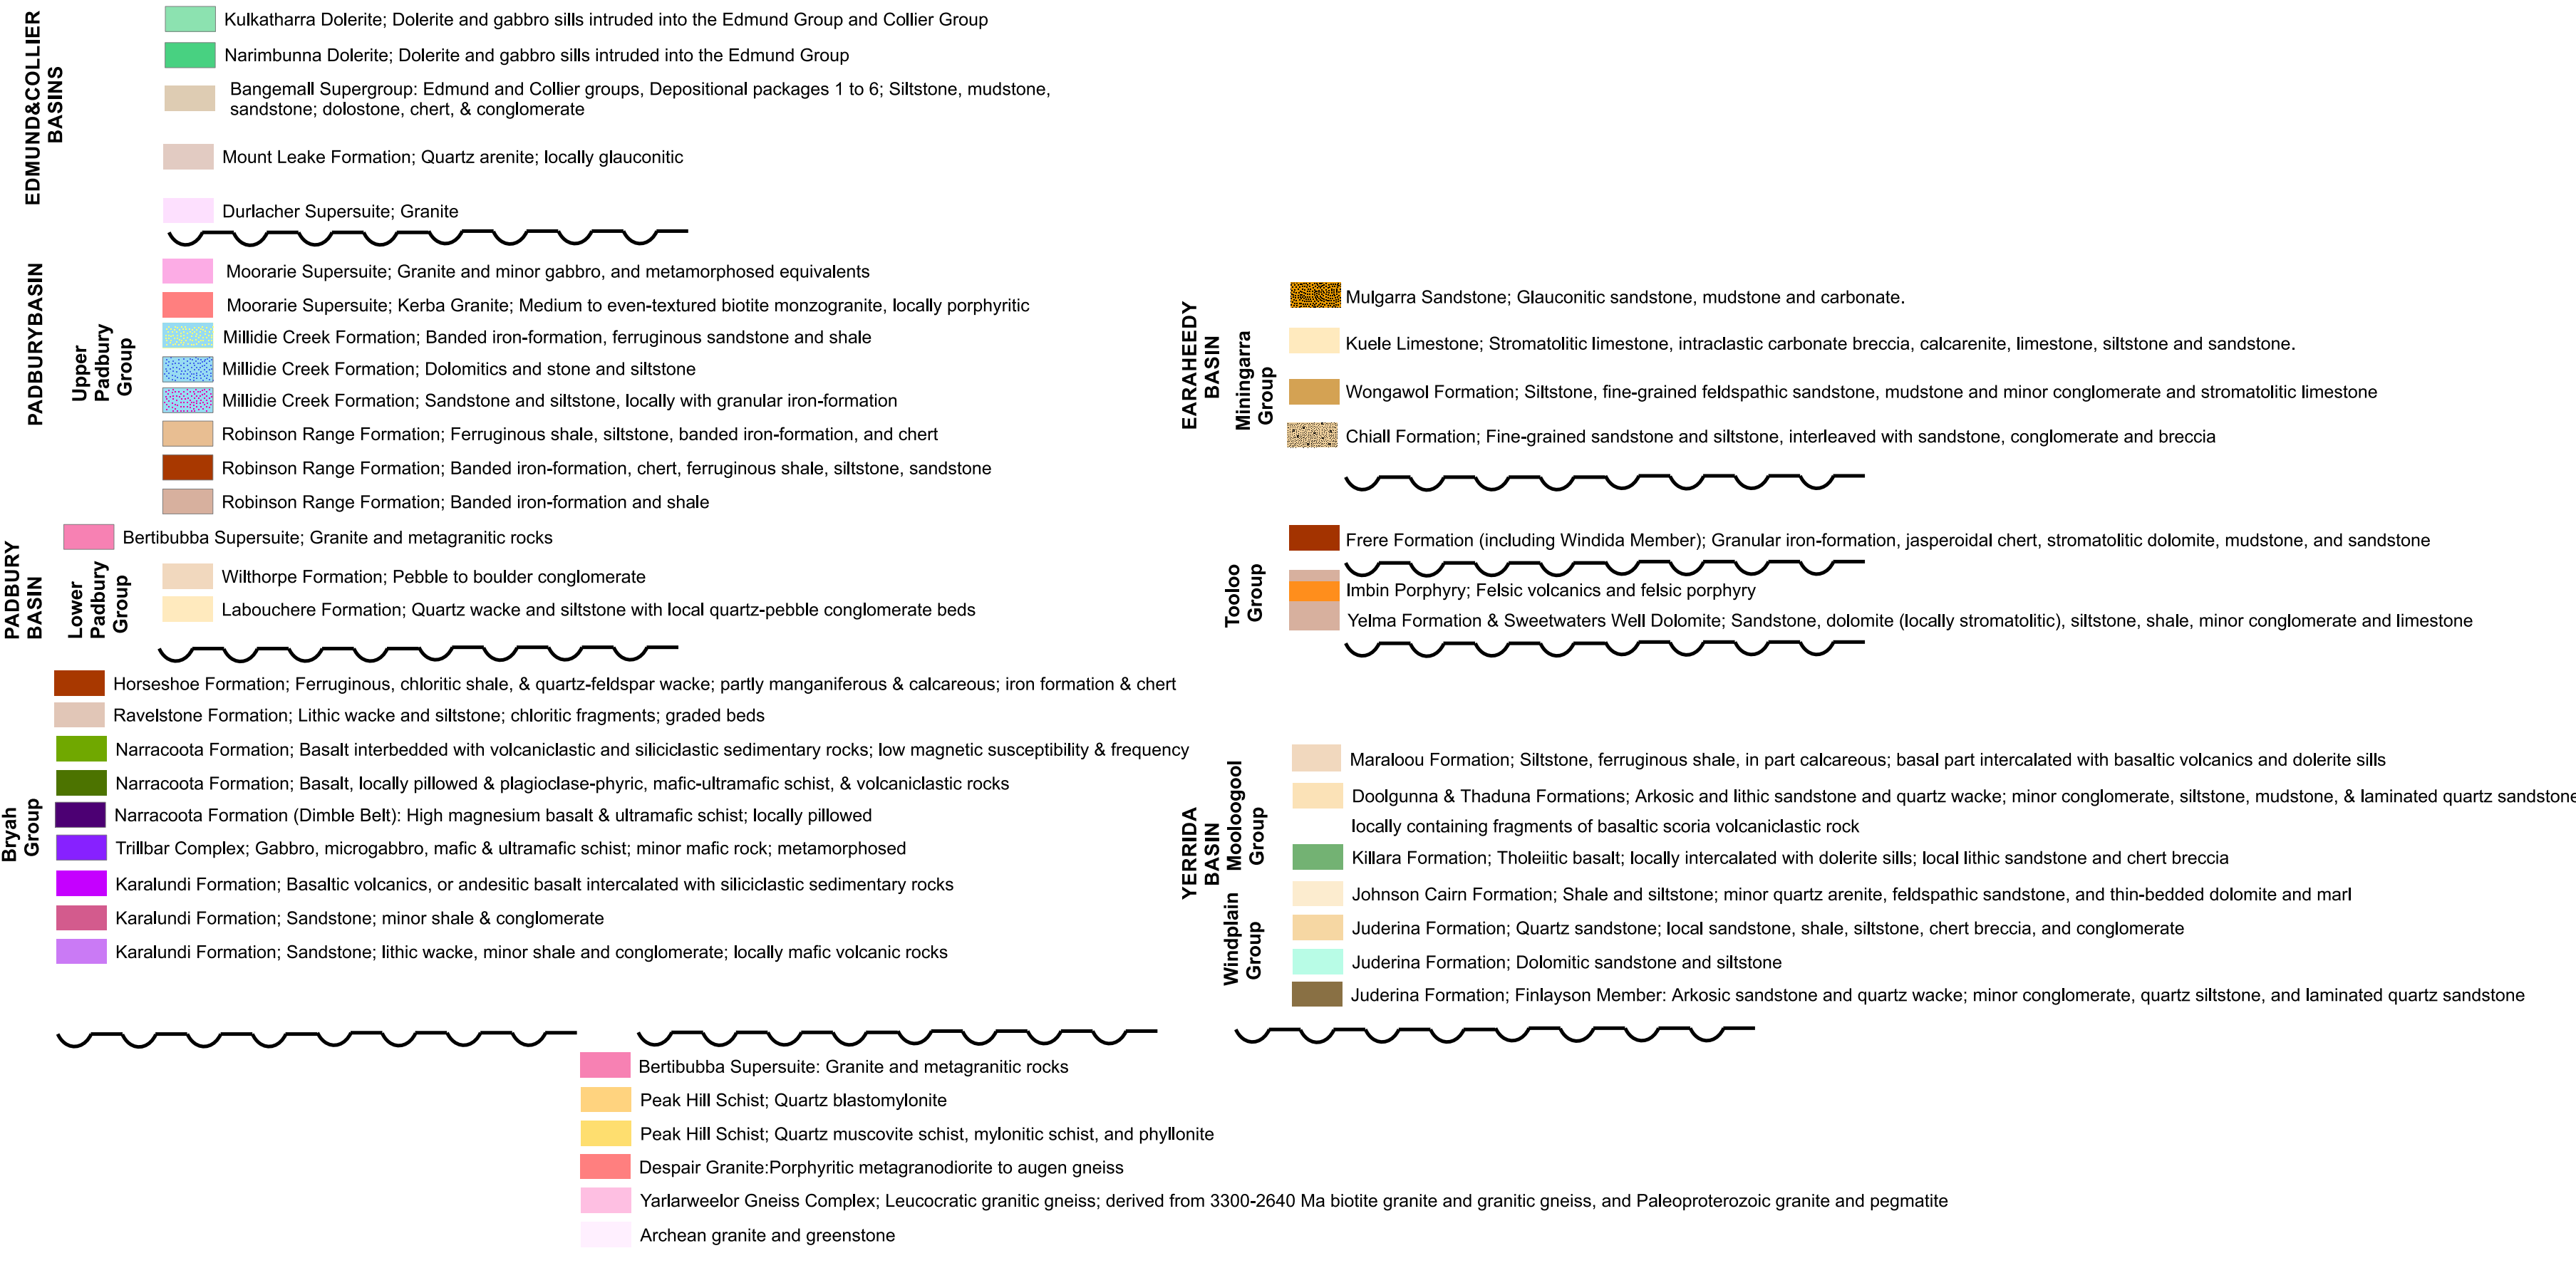 EDMUND&COLLIER
BASINS
Kulkatharra Dolerite; Dolerite and gabbro sills intruded into the Edmund Group and Collier Group
Narimbunna Dolerite; Dolerite and gabbro sills intruded into the Edmund Group
Bangemall Supergroup: Edmund and Collier groups, Depositional packages 1 to 6; Siltstone, mudstone,
sandstone; dolostone, chert, & conglomerate
Mount Leake Formation; Quartz arenite; locally glauconitic
Durlacher Supersuite; Granite
PADBURYBASIN
Upper
Padbury
Group
Moorarie Supersuite; Granite and minor gabbro, and metamorphosed equivalents
Moorarie Supersuite; Kerba Granite; Medium to even-textured biotite monzogranite, locally porphyritic
Millidie Creek Formation; Banded iron-formation, ferruginous sandstone and shale
Millidie Creek Formation; Dolomitics and stone and siltstone
Millidie Creek Formation; Sandstone and siltstone, locally with granular iron-formation
Robinson Range Formation; Ferruginous shale, siltstone, banded iron-formation, and chert
Robinson Range Formation; Banded iron-formation, chert, ferruginous shale, siltstone, sandstone
Robinson Range Formation; Banded iron-formation and shale
PADBURY
BASIN
Lower
Padbury
Group
Bertibubba Supersuite; Granite and metagranitic rocks
Wilthorpe Formation; Pebble to boulder conglomerate
Labouchere Formation; Quartz wacke and siltstone with local quartz-pebble conglomerate beds
Bryah
Group
Horseshoe Formation; Ferruginous, chloritic shale, & quartz-feldspar wacke; partly manganiferous & calcareous; iron formation & chert
Ravelstone Formation; Lithic wacke and siltstone; chloritic fragments; graded beds
Narracoota Formation; Basalt interbedded with volcaniclastic and siliciclastic sedimentary rocks; low magnetic susceptibility & frequency
Narracoota Formation; Basalt, locally pillowed & plagioclase-phyric, mafic-ultramafic schist, & volcaniclastic rocks
Narracoota Formation (Dimble Belt): High magnesium basalt & ultramafic schist; locally pillowed
Trillbar Complex; Gabbro, microgabbro, mafic & ultramafic schist; minor mafic rock; metamorphosed
Karalundi Formation; Basaltic volcanics, or andesitic basalt intercalated with siliciclastic sedimentary rocks
Karalundi Formation; Sandstone; minor shale & conglomerate
Karalundi Formation; Sandstone; lithic wacke, minor shale and conglomerate; locally mafic volcanic rocks
EARAHEEDY
BASIN
Miningarra
Group
Mulgarra Sandstone; Glauconitic sandstone, mudstone and carbonate.
Kuele Limestone; Stromatolitic limestone, intraclastic carbonate breccia, calcarenite, limestone, siltstone and sandstone.
Wongawol Formation; Siltstone, fine-grained feldspathic sandstone, mudstone and minor conglomerate and stromatolitic limestone
Chiall Formation; Fine-grained sandstone and siltstone, interleaved with sandstone, conglomerate and breccia
Tooloo
Group
Frere Formation (including Windida Member); Granular iron-formation, jasperoidal chert, stromatolitic dolomite, mudstone, and sandstone
Imbin Porphyry; Felsic volcanics and felsic porphyry
Yelma Formation & Sweetwaters Well Dolomite; Sandstone, dolomite (locally stromatolitic), siltstone, shale, minor conglomerate and limestone
YERRIDA
BASIN
Mooloogool
Group
Maraloou Formation; Siltstone, ferruginous shale, in part calcareous; basal part intercalated with basaltic volcanics and dolerite sills
Doolgunna & Thaduna Formations; Arkosic and lithic sandstone and quartz wacke; minor conglomerate, siltstone, mudstone, & laminated quartz sandstone
locally containing fragments of basaltic scoria volcaniclastic rock
Killara Formation; Tholeiitic basalt; locally intercalated with dolerite sills; local lithic sandstone and chert breccia
Windplain
Group
Johnson Cairn Formation; Shale and siltstone; minor quartz arenite, feldspathic sandstone, and thin-bedded dolomite and marl
Juderina Formation; Quartz sandstone; local sandstone, shale, siltstone, chert breccia, and conglomerate
Juderina Formation; Dolomitic sandstone and siltstone
Juderina Formation; Finlayson Member: Arkosic sandstone and quartz wacke; minor conglomerate, quartz siltstone, and laminated quartz sandstone
Bertibubba Supersuite: Granite and metagranitic rocks
Peak Hill Schist; Quartz blastomylonite
Peak Hill Schist; Quartz muscovite schist, mylonitic schist, and phyllonite
Despair Granite:Porphyritic metagranodiorite to augen gneiss
Yarlarweelor Gneiss Complex; Leucocratic granitic gneiss; derived from 3300-2640 Ma biotite granite and granitic gneiss, and Paleoproterozoic granite and pegmatite
Archean granite and greenstone